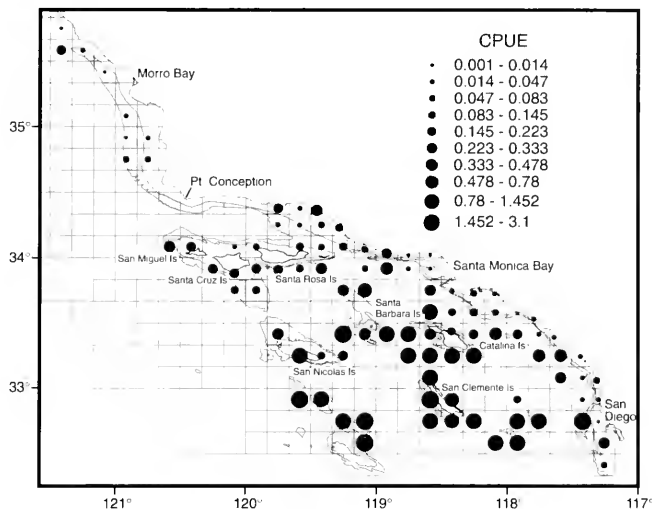 CPUE
0.001 - 0.014
0.014 - 0.047
0.047 - 0.083
0.083 - 0.145
0.145 - 0.223
0.223 - 0.333
0.333 - 0.478
0.478 - 0.78
0.78 - 1.452
1.452 - 3.1
Morro Bay
35°
Pt Conception
34°
San Miguel Is
Santa Cruz Is
Santa Rosa Is
Santa Monica Bay
Santa
Barbara Is
Catalina Is
San Nicolas Is
33°
San Clemente Is
San
Diego
121°
120°
119°
118°
117°